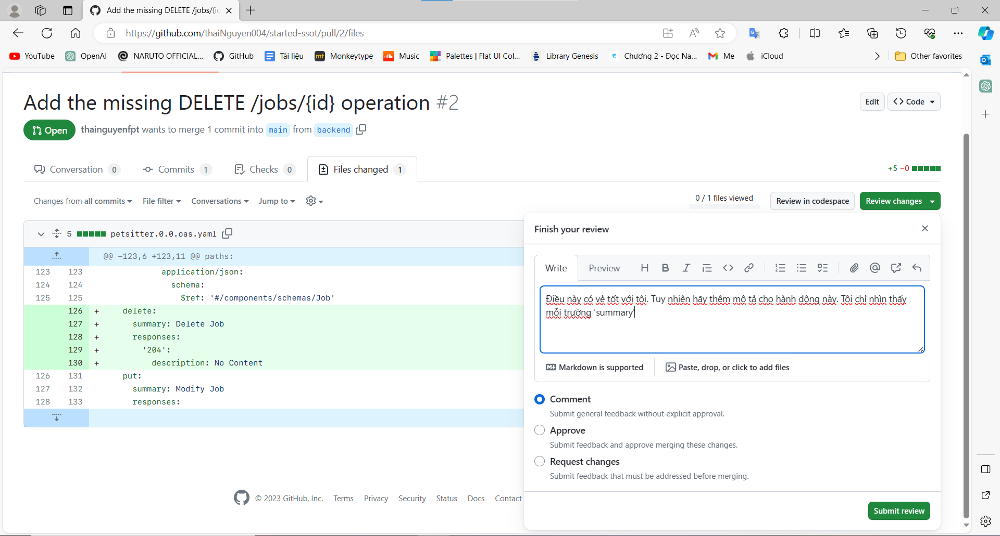 Add the missing DELETE /jobs/{id
https://github.com/thaiNguyen004/started-ssot/pull/2/files
YouTube OpenAI NARUTO OFFICIAL... GitHub Tài liệu mt Monkeytype Music Palettes | Flat UI Col... Library Genesis Chương 2 - Đọc Na... Me iCloud Other favorites
Add the missing DELETE /jobs/{id} operation #2
Edit <> Code
Open thainguyenfpt wants to merge 1 commit into main from backend
Conversation 0 Commits 1 Checks 0 Files changed 1
+5 −0
Changes from all commits File filter Conversations Jump to
0 / 1 files viewed Review in codespace Review changes
5 petsitter.0.0.oas.yaml
@@ -123,6 +123,11 @@ paths:
123 123 application/json:
124 124 schema:
125 125 $ref: '#/components/schemas/Job'
126 + delete:
127 + summary: Delete Job
128 + responses:
129 + '204':
130 + description: No Content
126 131 put:
127 132 summary: Modify Job
128 133 responses:
Finish your review
Write Preview
Điều này có vẻ tốt với tôi. Tuy nhiên hãy thêm mô tả cho hành đông này. Tôi chỉ nhìn thấy
mỗi trường 'summary'
Markdown is supported Paste, drop, or click to add files
Comment
Submit general feedback without explicit approval.
Approve
Submit feedback and approve merging these changes.
Request changes
Submit feedback that must be addressed before merging.
Submit review
© 2023 GitHub, Inc. Terms Privacy Security Status Docs Contact